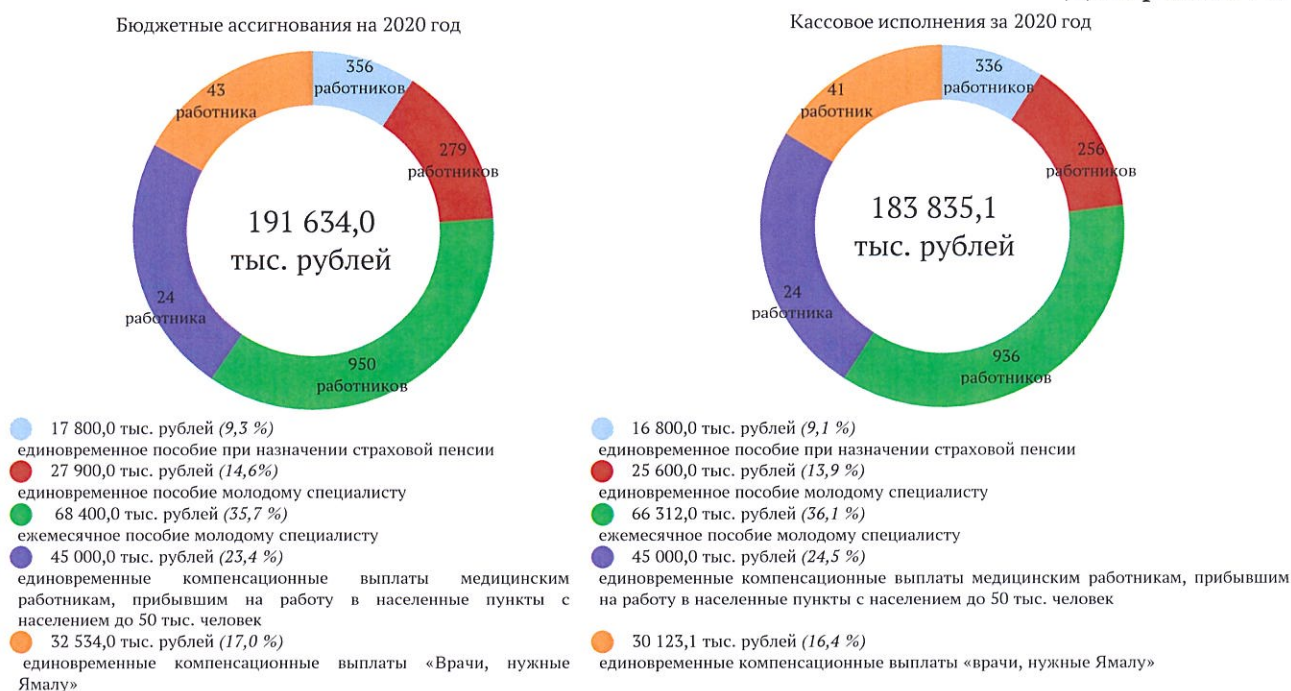 Бюджетные ассигнования на 2020 год
356
работников
43
работника
279
работников
191 634,0
тыс. рублей
24
работника
950
работников
17 800,0 тыс. рублей (9,3 %)
единовременное пособие при назначении страховой пенсии
27 900,0 тыс. рублей (14,6%)
единовременное пособие молодому специалисту
68 400,0 тыс. рублей (35,7 %)
ежемесячное пособие молодому специалисту
45 000,0 тыс. рублей (23,4 %)
единовременные компенсационные выплаты медицинским
работникам, прибывшим на работу в населенные пункты с
населением до 50 тыс. человек
32 534,0 тыс. рублей (17,0 %)
единовременные компенсационные выплаты «Врачи, нужные
Ямалу»
Кассовое исполнения за 2020 год
336
работников
41
работник
256
работников
183 835,1
тыс. рублей
24
работника
936
работников
16 800,0 тыс. рублей (9,1 %)
единовременное пособие при назначении страховой пенсии
25 600,0 тыс. рублей (13,9 %)
единовременное пособие молодому специалисту
66 312,0 тыс. рублей (36,1 %)
ежемесячное пособие молодому специалисту
45 000,0 тыс. рублей (24,5 %)
единовременные компенсационные выплаты медицинским работникам, прибывшим
на работу в населенные пункты с населением до 50 тыс. человек
30 123,1 тыс. рублей (16,4 %)
единовременные компенсационные выплаты «врачи, нужные Ямалу»